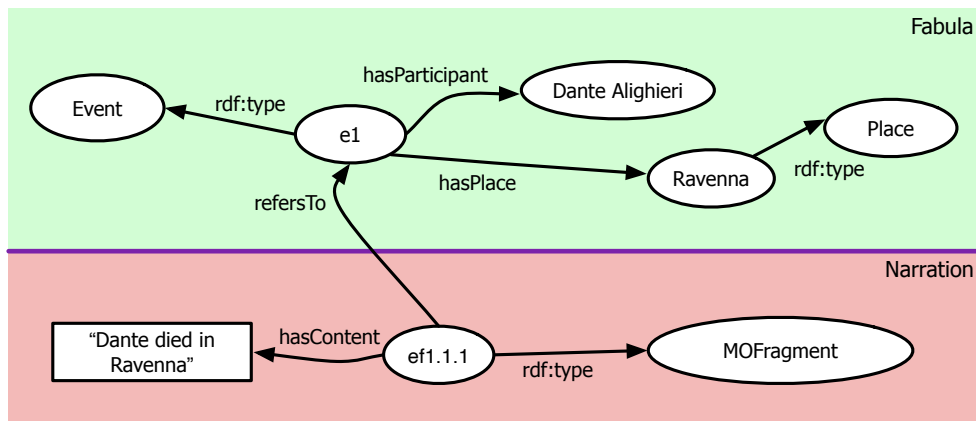 Fabula
hasParticipant
Dante Alighieri
Event
rdf:type
e1
Place
hasPlace
Ravenna
rdf:type
refersTo
Narration
“Dante died in
Ravenna”
hasContent
ef1.1.1
rdf:type
MOFragment